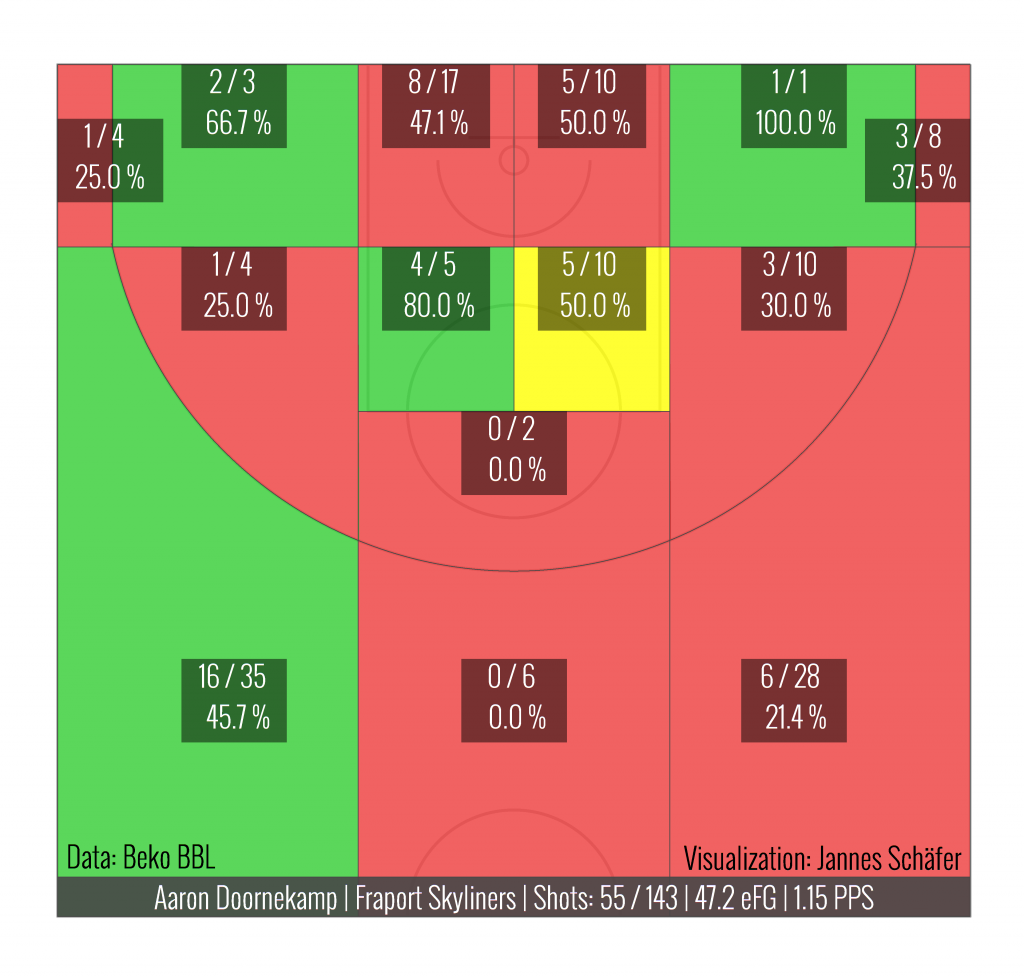 2 / 3
66.7 %
8 / 17
47.1 %
5 / 10
50.0 %
1 / 1
100.0 %
1 / 4
25.0 %
3 / 8
37.5 %
1 / 4
25.0 %
4 / 5
80.0 %
5 / 10
50.0 %
3 / 10
30.0 %
0 / 2
0.0 %
16 / 35
45.7 %
0 / 6
0.0 %
6 / 28
21.4 %
Data: Beko BBL
Visualization: Jannes Schäfer
Aaron Doornekamp | Fraport Skyliners | Shots: 55 / 143 | 47.2 eFG | 1.15 PPS